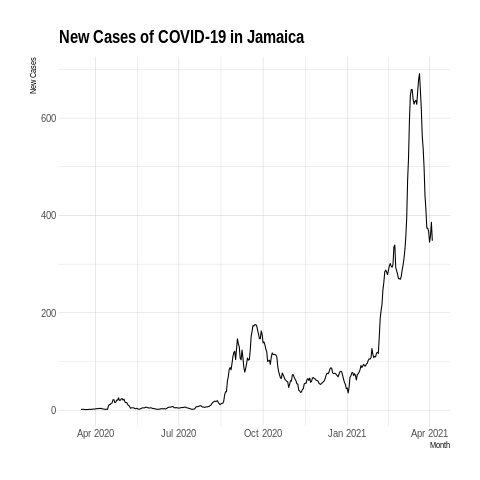 New Cases of COVID-19 in Jamaica
New Cases
600
400
200
0
Apr 2020 Jul 2020 Oct 2020 Jan 2021 Apr 2021
Month